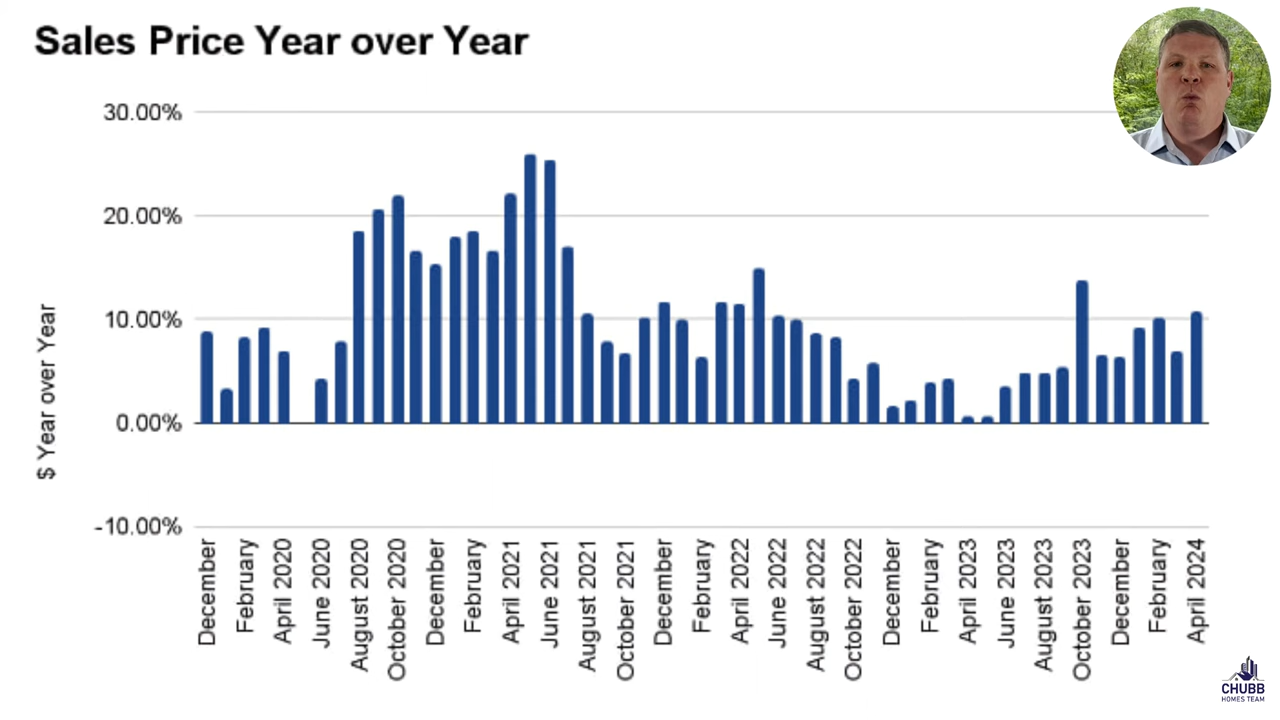 Sales Price Year over Year
30.00%
20.00%
10.00%
0.00%
-10.00%
$ Year over Year
December
February
April 2020
June 2020
August 2020
October 2020
December
February
April 2021
June 2021
August 2021
October 2021
December
February
April 2022
June 2022
August 2022
October 2022
December
February
April 2023
June 2023
August 2023
October 2023
December
February
April 2024
CHUBB
HOMES TEAM